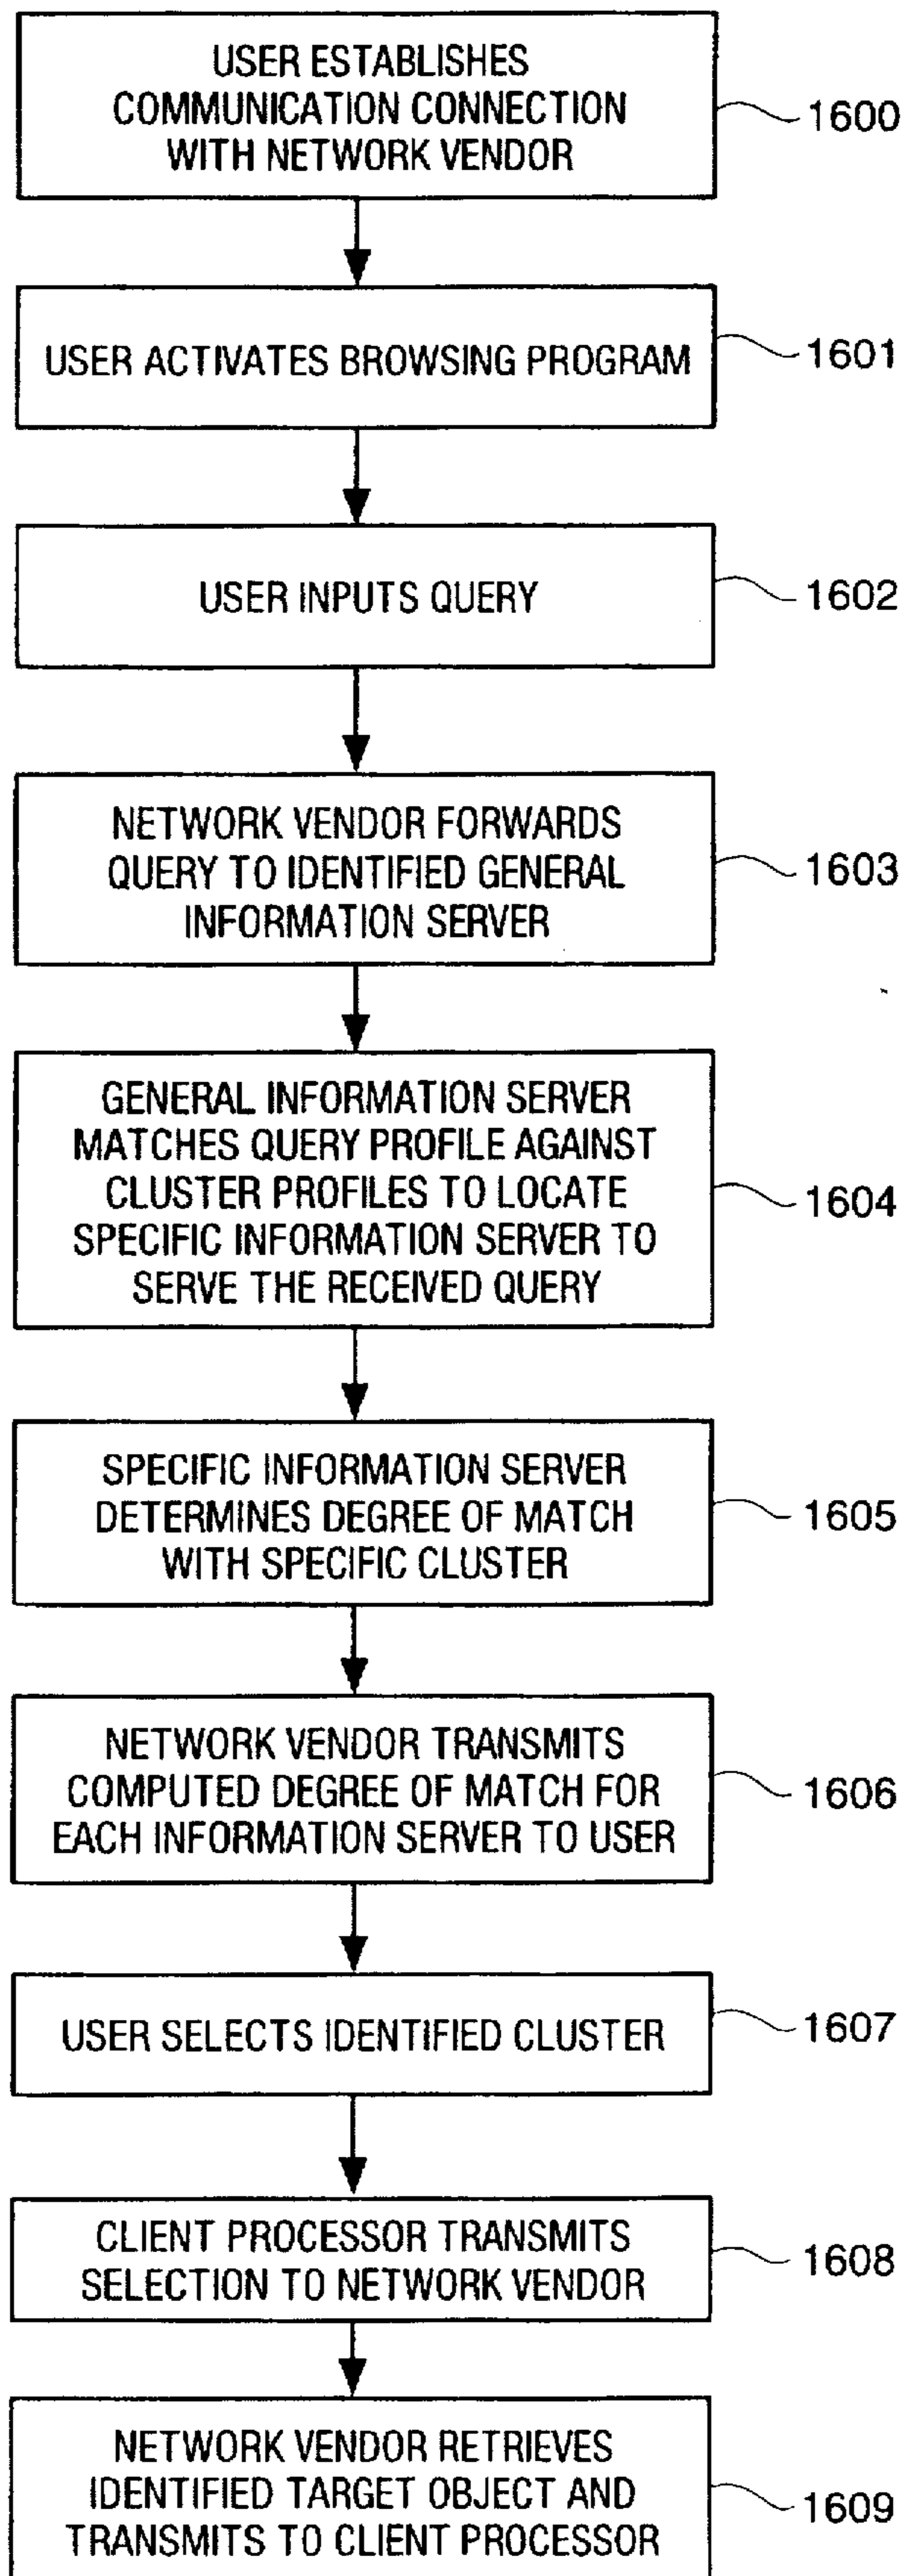 USER ESTABLISHES
COMMUNICATION CONNECTION
WITH NETWORK VENDOR
1600
USER ACTIVATES BROWSING PROGRAM
1601
USER INPUTS QUERY
1602
NETWORK VENDOR FORWARDS
QUERY TO IDENTIFIED GENERAL
INFORMATION SERVER
1603
GENERAL INFORMATION SERVER
MATCHES QUERY PROFILE AGAINST
CLUSTER PROFILES TO LOCATE
SPECIFIC INFORMATION SERVER TO
SERVE THE RECEIVED QUERY
1604
SPECIFIC INFORMATION SERVER
DETERMINES DEGREE OF MATCH
WITH SPECIFIC CLUSTER
1605
NETWORK VENDOR TRANSMITS
COMPUTED DEGREE OF MATCH FOR
EACH INFORMATION SERVER TO USER
1606
USER SELECTS IDENTIFIED CLUSTER
1607
CLIENT PROCESSOR TRANSMITS
SELECTION TO NETWORK VENDOR
1608
NETWORK VENDOR RETRIEVES
IDENTIFIED TARGET OBJECT AND
TRANSMITS TO CLIENT PROCESSOR
1609